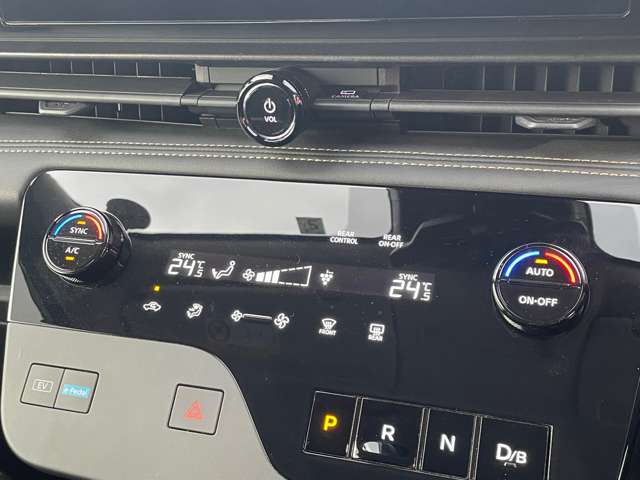 VOL
CAMERA
REAR CONTROL
REAR ON-OFF
SYNC
A/C
SYNC
24.5
SYNC
24.5
AUTO
ON-OFF
FRONT
REAR
EV
e-Pedal
P
R
N
D/B